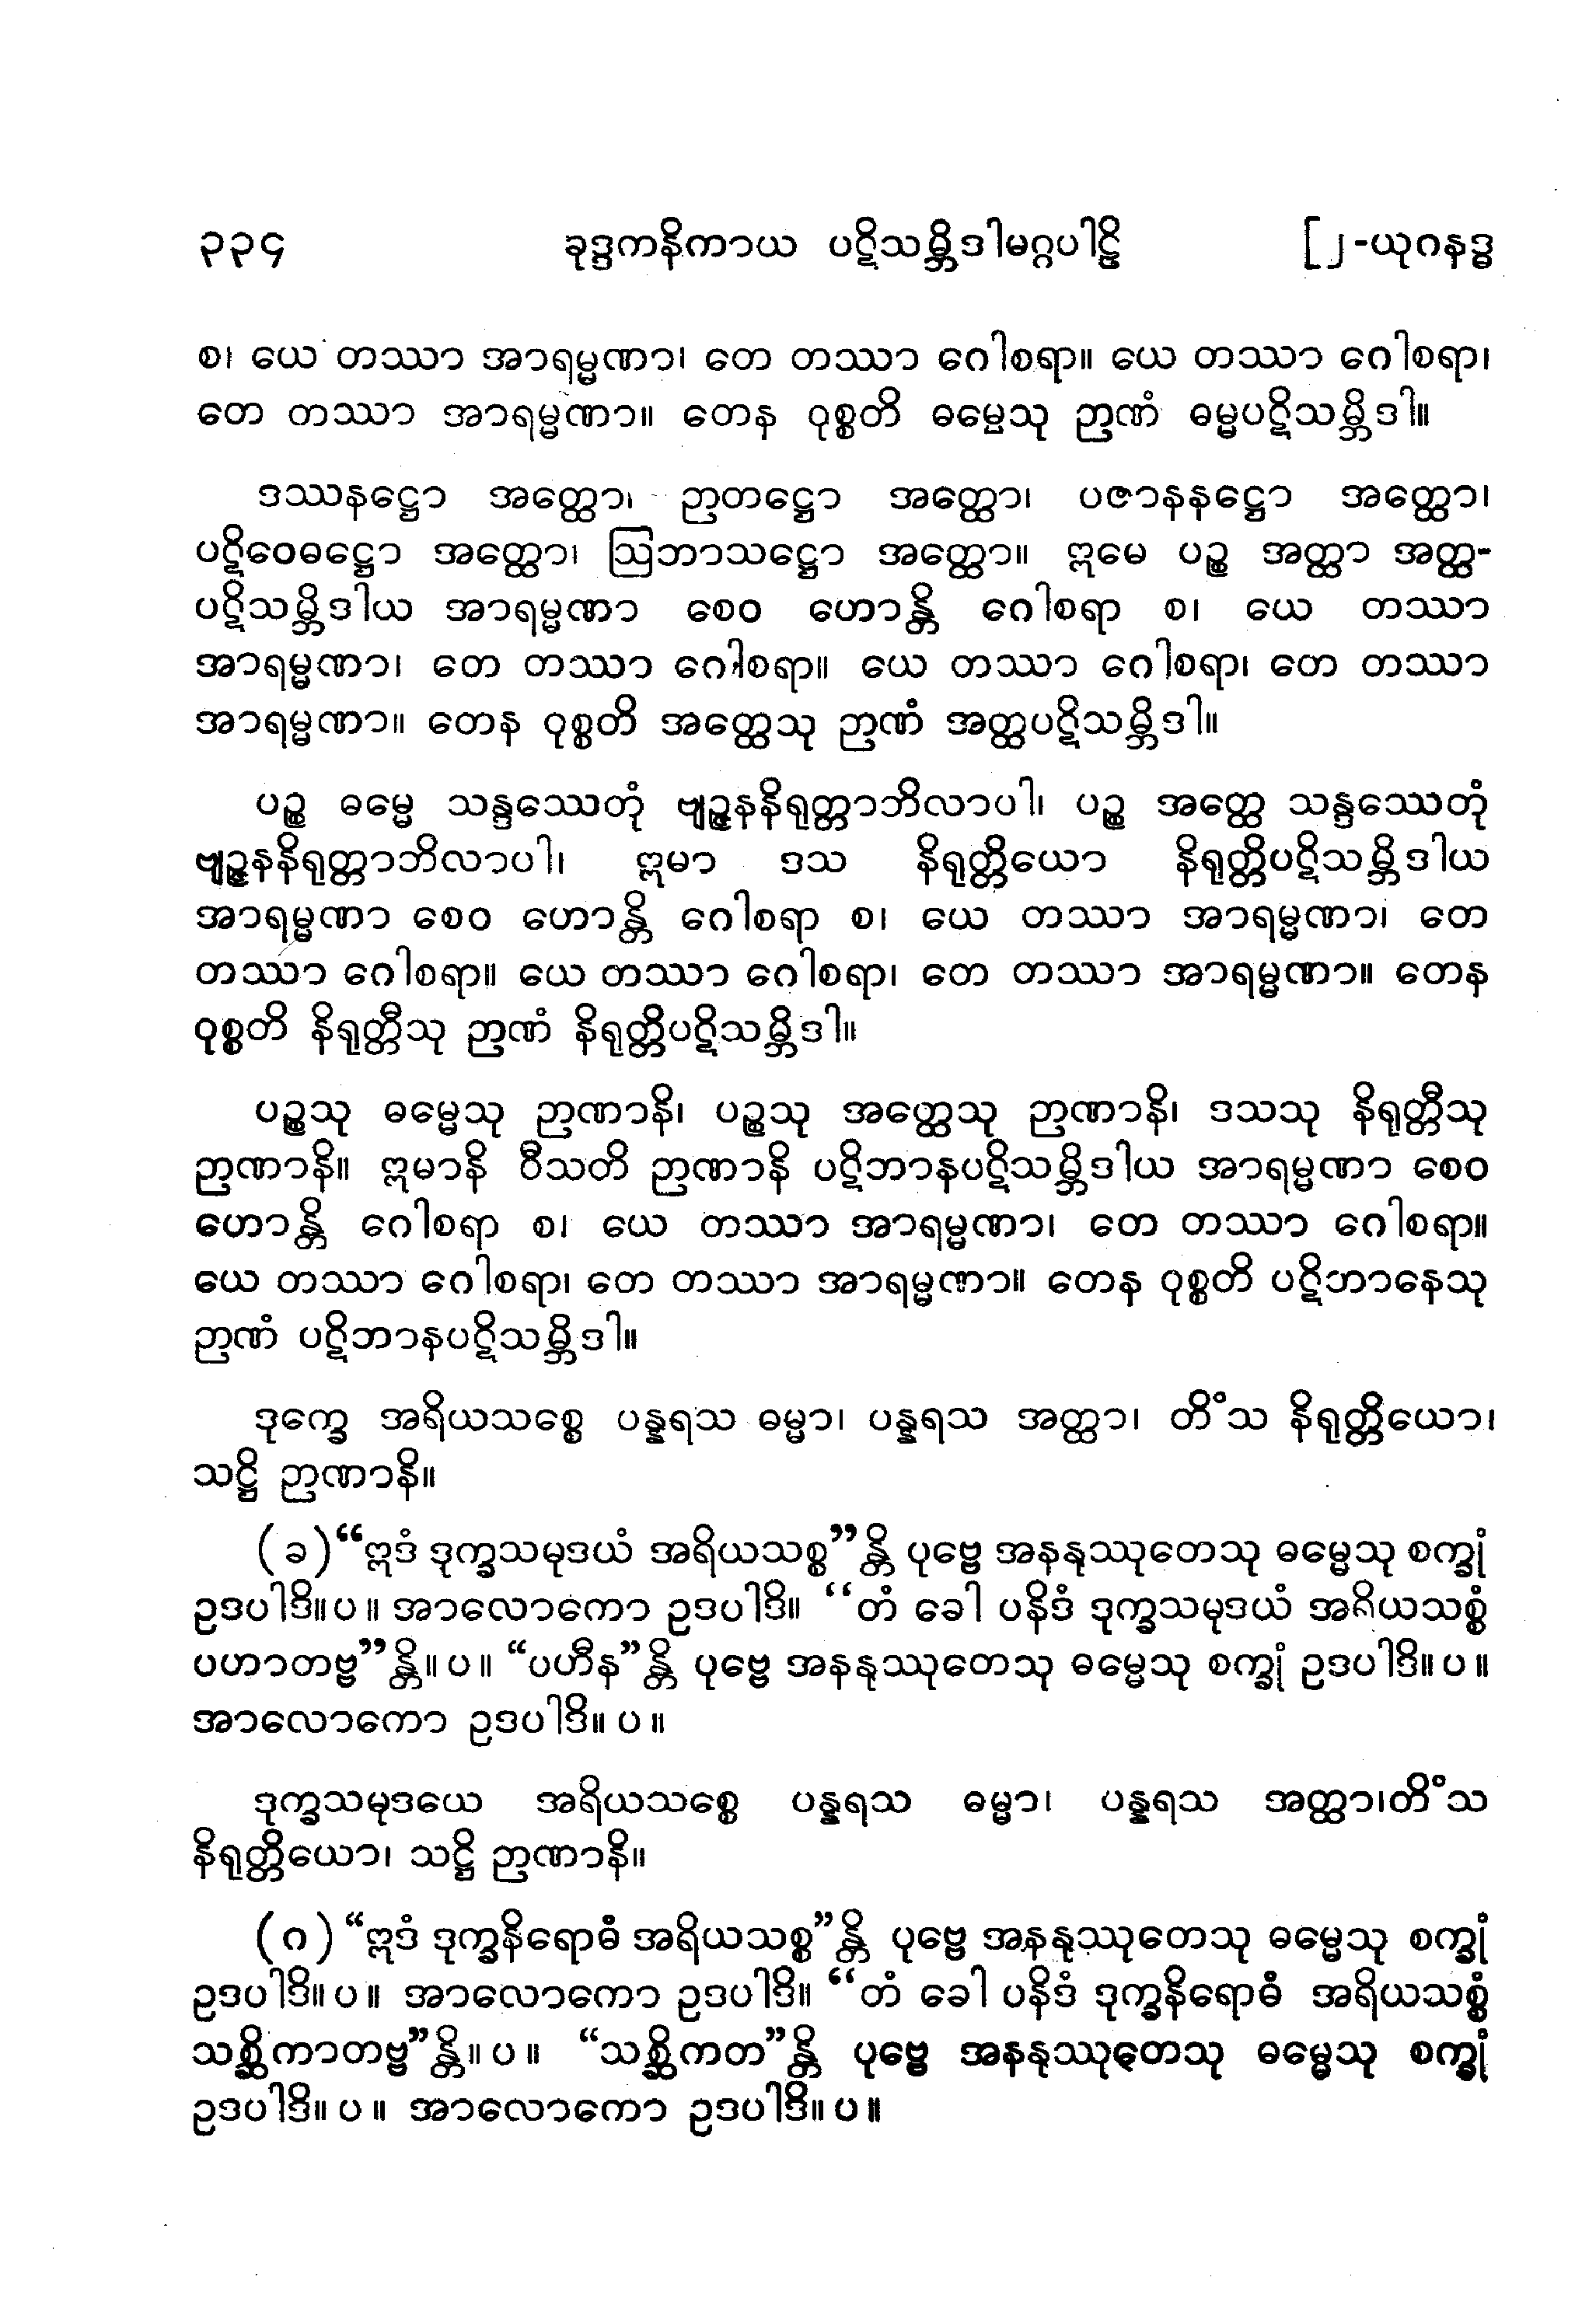 ၃၃၄ ခုဒ္ဒကနိကာယ ပဋိသမ္ဘိဒါမဂ္ဂပါဠိ [၂-ယုဂနဒ္ဓ
စ၊ ယေ တဿာ အာရမ္မဏာ၊ တေ တဿာ ဂေါစရာ။ ယေ တဿာ ဂေါစရာ၊
တေ တဿာ အာရမ္မဏာ။ တေန ဝုစ္စတိ ဓမ္မေသု ဉာဏံ ဓမ္မပဋိသမ္ဘိဒါ။
ဒဿနဋ္ဌော အတ္ထော၊ ဉာတဋ္ဌော အတ္ထော၊ ပဇာနနဋ္ဌော အတ္ထော၊
ပဋိဝေဓဋ္ဌော အတ္ထော၊ ဩဘာသဋ္ဌော အတ္ထော။ ဣမေ ပဉ္စ အတ္ထာ အတ္ထ-
ပဋိသမ္ဘိဒါယ အာရမ္မဏာ စေဝ ဟောန္တိ ဂေါစရာ စ၊ ယေ တဿာ
အာရမ္မဏာ၊ တေ တဿာ ဂေါစရာ။ ယေ တဿာ ဂေါစရာ၊ တေ တဿာ
အာရမ္မဏာ။ တေန ဝုစ္စတိ အတ္ထေသု ဉာဏံ အတ္ထပဋိသမ္ဘိဒါ။
ပဉ္စ ဓမ္မေ သန္ဒဿေတုံ ဗျဉ္ဇနနိရုတ္တာဘိလာပါ၊ ပဉ္စ အတ္ထေ သန္ဒဿေတုံ
ဗျဉ္ဇနနိရုတ္တာဘိလာပါ၊ ဣမာ ဒသ နိရုတ္တိယော နိရုတ္တိပဋိသမ္ဘိဒါယ
အာရမ္မဏာ စေဝ ဟောန္တိ ဂေါစရာ စ၊ ယေ တဿာ အာရမ္မဏာ၊ တေ
တဿာ ဂေါစရာ။ ယေ တဿာ ဂေါစရာ၊ တေ တဿာ အာရမ္မဏာ။ တေန
ဝုစ္စတိ နိရုတ္တီသု ဉာဏံ နိရုတ္တိပဋိသမ္ဘိဒါ။
ပဉ္စသု ဓမ္မေသု ဉာဏာနိ၊ ပဉ္စသု အတ္ထေသု ဉာဏာနိ၊ ဒသသု နိရုတ္တီသု
ဉာဏာနိ။ ဣမာနိ ဝီသတိ ဉာဏာနိ ပဋိဘာနပဋိသမ္ဘိဒါယ အာရမ္မဏာ စေဝ
ဟောန္တိ ဂေါစရာ စ၊ ယေ တဿာ အာရမ္မဏာ၊ တေ တဿာ ဂေါစရာ။
ယေ တဿာ ဂေါစရာ၊ တေ တဿာ အာရမ္မဏာ။ တေန ဝုစ္စတိ ပဋိဘာနေသု
ဉာဏံ ပဋိဘာနပဋိသမ္ဘိဒါ။
ဒုက္ခေ အရိယသစ္စေ ပန္နရသ ဓမ္မာ၊ ပန္နရသ အတ္ထာ၊ တိံသ နိရုတ္တိယော၊
သဋ္ဌိ ဉာဏာနိ။
(ခ) “ဣဒံ ဒုက္ခသမုဒယံ အရိယသစ္စ”န္တိ ပုဗ္ဗေ အနနုဿုတေသု ဓမ္မေသု စက္ခုံ
ဥဒပါဒိ။ ပ ။ အာလောကော ဥဒပါဒိ။ “တံ ခေါ ပနိဒံ ဒုက္ခသမုဒယံ အရိယသစ္စံ
ပဟာတဗ္ဗ”န္တိ။ ပ ။ “ပဟီန”န္တိ ပုဗ္ဗေ အနနုဿုတေသု ဓမ္မေသု စက္ခုံ ဥဒပါဒိ။ ပ ။
အာလောကော ဥဒပါဒိ။ ပ ။
ဒုက္ခသမုဒယေ အရိယသစ္စေ ပန္နရသ ဓမ္မာ၊ ပန္နရသ အတ္ထာ၊တိံသ
နိရုတ္တိယော၊ သဋ္ဌိ ဉာဏာနိ။
(ဂ) “ဣဒံ ဒုက္ခနိရောဓံ အရိယသစ္စ”န္တိ ပုဗ္ဗေ အနနုဿုတေသု ဓမ္မေသု စက္ခုံ
ဥဒပါဒိ။ ပ ။ အာလောကော ဥဒပါဒိ။ “တံ ခေါ ပနိဒံ ဒုက္ခနိရောဓံ အရိယသစ္စံ
သစ္ဆိကာတဗ္ဗ”န္တိ။ ပ ။ “သစ္ဆိကတ”န္တိ ပုဗ္ဗေ အနနုဿုတေသု ဓမ္မေသု စက္ခုံ
ဥဒပါဒိ။ ပ ။ အာလောကော ဥဒပါဒိ။ ပ ။